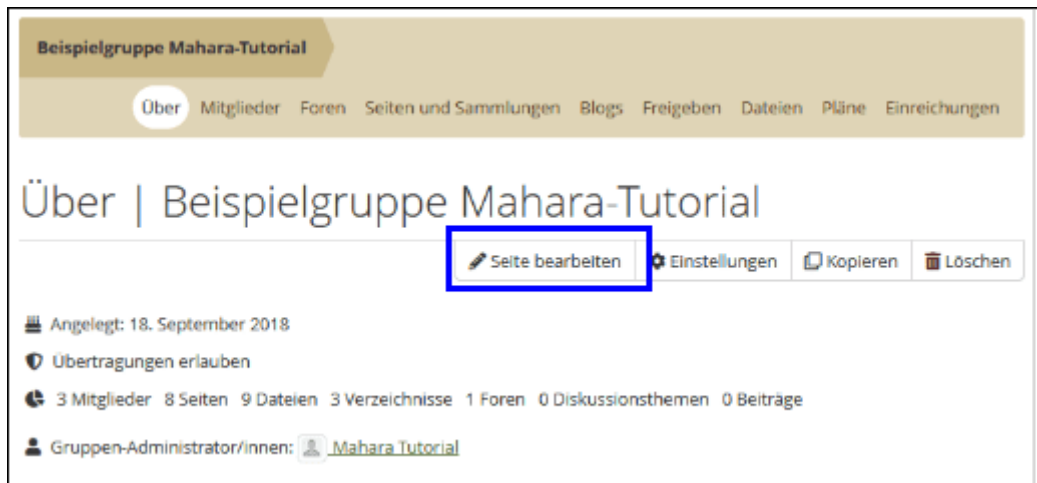 Beispielgruppe Mahara-Tutorial
Über Mitglieder Foren Seiten und Sammlungen Blogs Freigeben Dateien Pläne Einreichungen
Über | Beispielgruppe Mahara-Tutorial
Seite bearbeiten Einstellungen Kopieren Löschen
Angelegt: 18. September 2018
Übertragungen erlauben
3 Mitglieder 8 Seiten 9 Dateien 3 Verzeichnisse 1 Foren 0 Diskussionsthemen 0 Beiträge
Gruppen-Administrator/innen: Mahara Tutorial